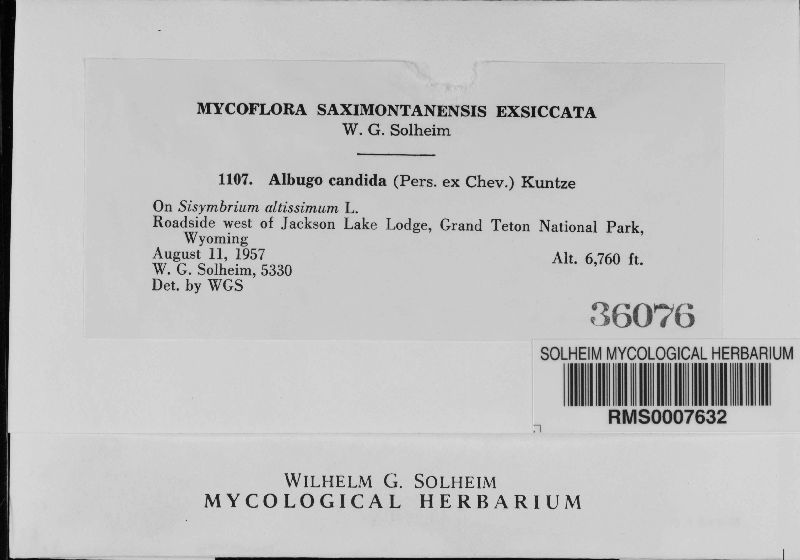 MYCOFLORA SAXIMONTANENSIS EXSICCATA
W. G. Solheim
1107. Albugo candida (Pers. ex Chev.) Kuntze
On Sisymbrium altissimum L.
Roadside west of Jackson Lake Lodge, Grand Teton National Park,
Wyoming
August 11, 1957
Alt. 6,760 ft.
W. G. Solheim, 5330
Det. by WGS
36076
SOLHEIM MYCOLOGICAL HERBARIUM
RMS0007632
WILHELM G. SOLHEIM
MYCOLOGICAL HERBARIUM